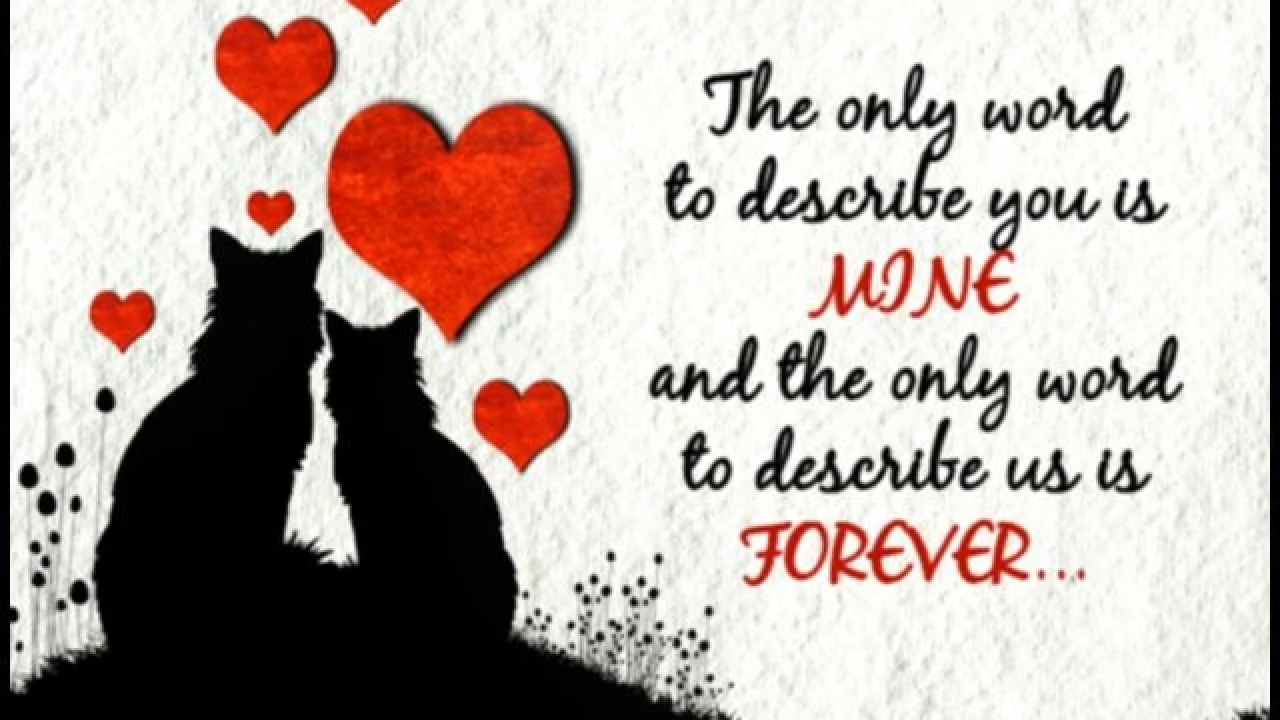 The only word
to describe you is
MINE
and the only word
to describe us is
FOREVER...